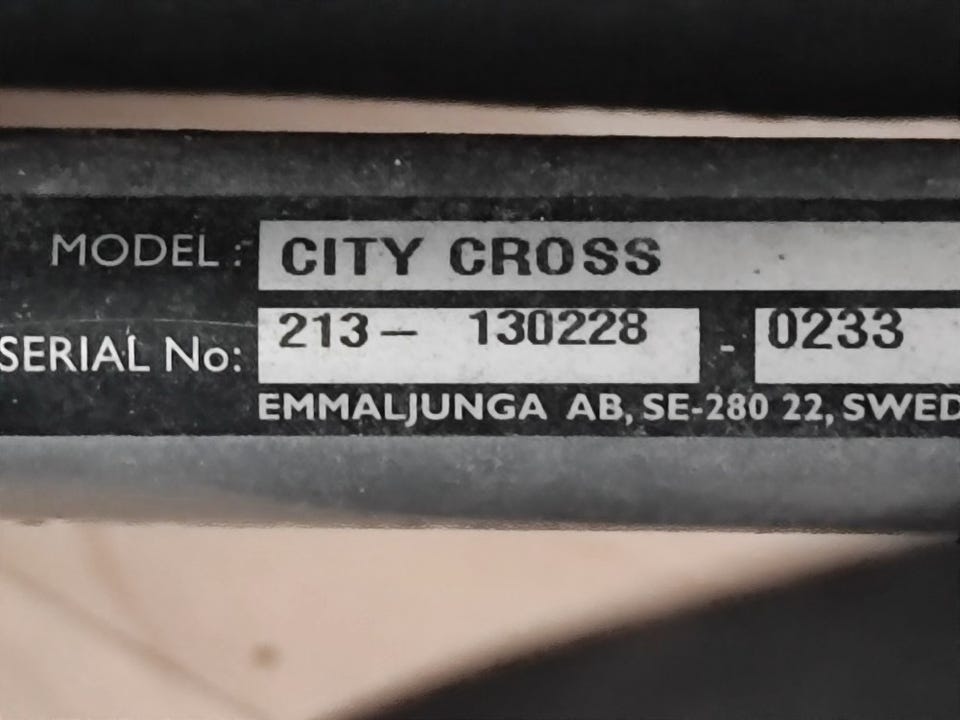 MODEL: CITY CROSS
SERIAL No: 213- 130228 - 0233
EMMALJUNGA AB, SE-280 22, SWED